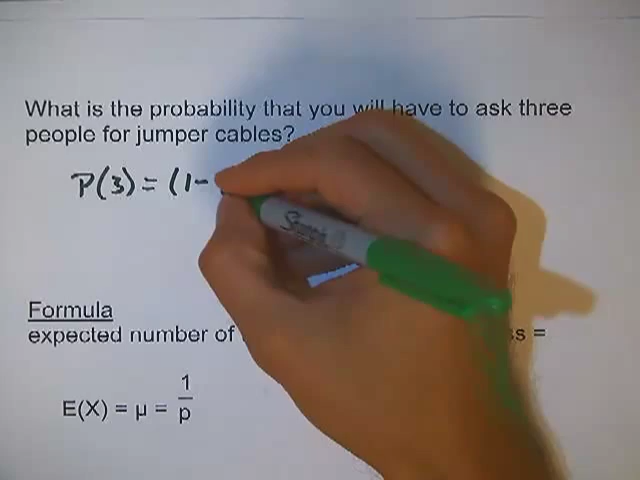 What is the probability that you will have to ask three
people for jumper cables?
P(3) = (1-
Sharpie
Formula
expected number of
s =
E(X) = μ = 1/p